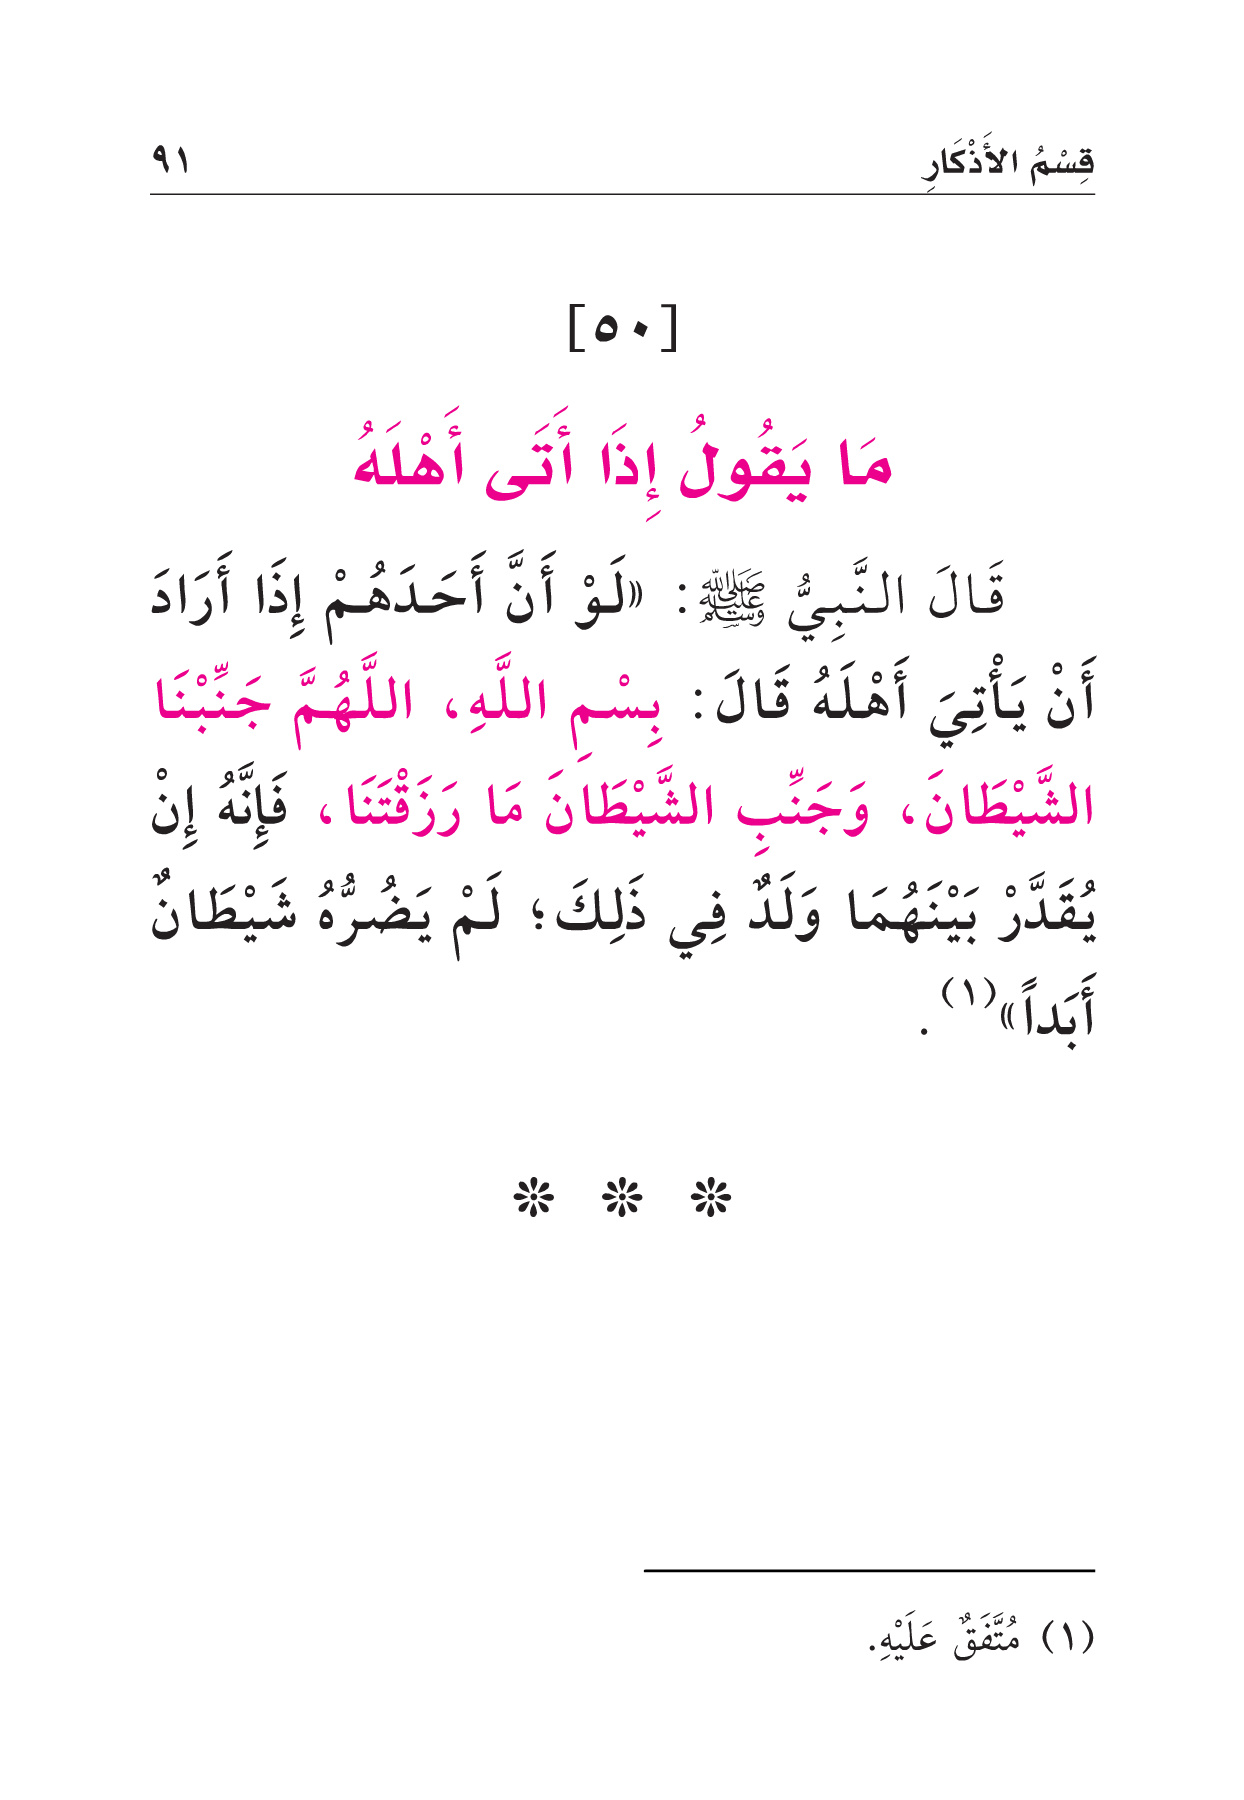 قِسْمُ الأَذْكَارِ ٩١
[٥٠]
مَا يَقُولُ إِذَا أَتَى أَهْلَهُ
قَالَ النَّبِيُّ ﷺ: «لَوْ أَنَّ أَحَدَهُمْ إِذَا أَرَادَ
أَنْ يَأْتِيَ أَهْلَهُ قَالَ: بِسْمِ اللَّهِ، اللَّهُمَّ جَنِّبْنَا
الشَّيْطَانَ، وَجَنِّبِ الشَّيْطَانَ مَا رَزَقْتَنَا، فَإِنَّهُ إِنْ
يُقَدَّرْ بَيْنَهُمَا وَلَدٌ فِي ذَلِكَ؛ لَمْ يَضُرُّهُ شَيْطَانٌ
أَبَداً»(١).
(١) مُتَّفَقٌ عَلَيْهِ.